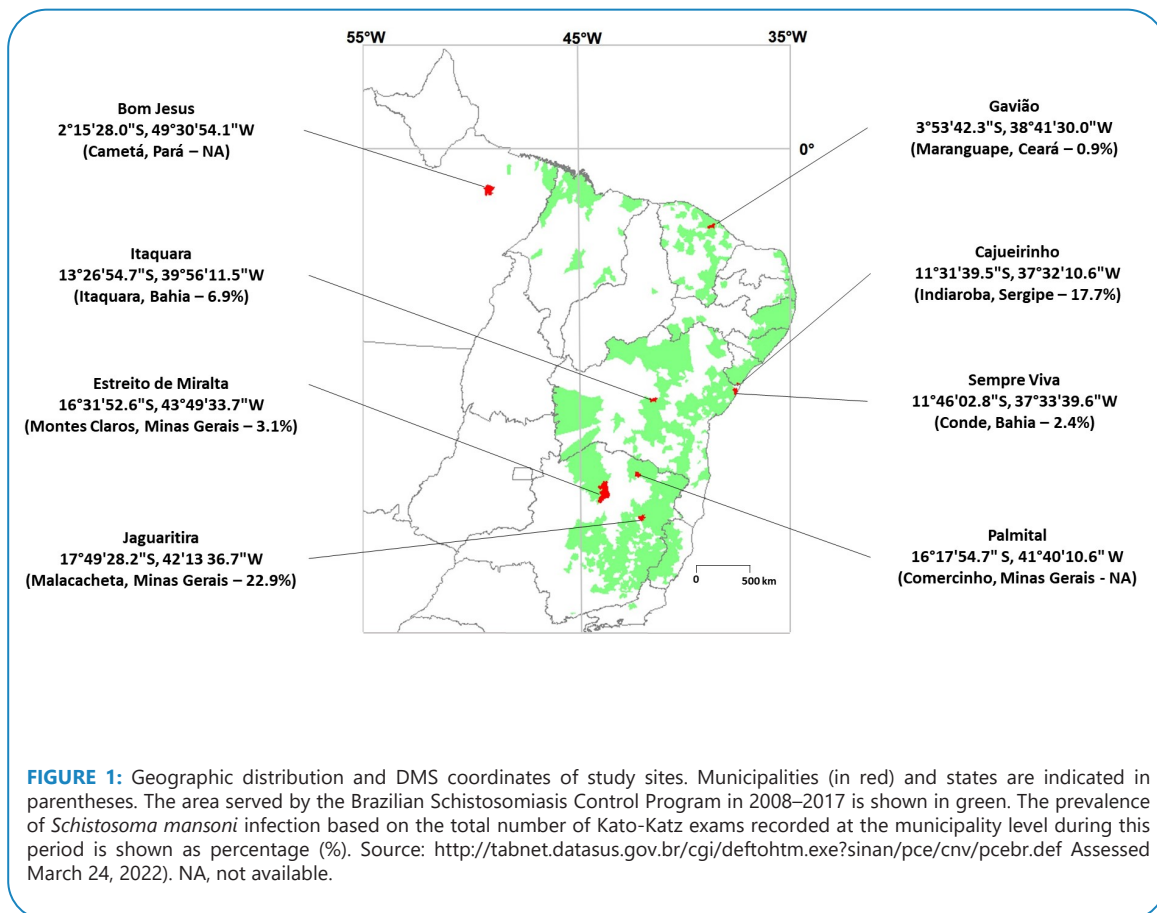 55°W
45°W
35°W
0°
Bom Jesus
2°15'28.0"S, 49°30'54.1"W
(Cametá, Pará – NA)
Itaquara
13°26'54.7"S, 39°56'11.5"W
(Itaquara, Bahia – 6.9%)
Estreito de Miralta
16°31'52.6"S, 43°49'33.7"W
(Montes Claros, Minas Gerais – 3.1%)
Jaguaritira
17°49'28.2"S, 42'13 36.7"W
(Malacacheta, Minas Gerais – 22.9%)
Gavião
3°53'42.3"S, 38°41'30.0"W
(Maranguape, Ceará – 0.9%)
Cajueirinho
11°31'39.5"S, 37°32'10.6"W
(Indiaroba, Sergipe – 17.7%)
Sempre Viva
11°46'02.8"S, 37°33'39.6"W
(Conde, Bahia – 2.4%)
Palmital
16°17'54.7" S, 41°40'10.6" W
(Comercinho, Minas Gerais - NA)
0 500 km
FIGURE 1: Geographic distribution and DMS coordinates of study sites. Municipalities (in red) and states are indicated in
parentheses. The area served by the Brazilian Schistosomiasis Control Program in 2008–2017 is shown in green. The prevalence
of Schistosoma mansoni infection based on the total number of Kato-Katz exams recorded at the municipality level during this
period is shown as percentage (%). Source: http://tabnet.datasus.gov.br/cgi/deftohtm.exe?sinan/pce/cnv/pcebr.def Assessed
March 24, 2022). NA, not available.